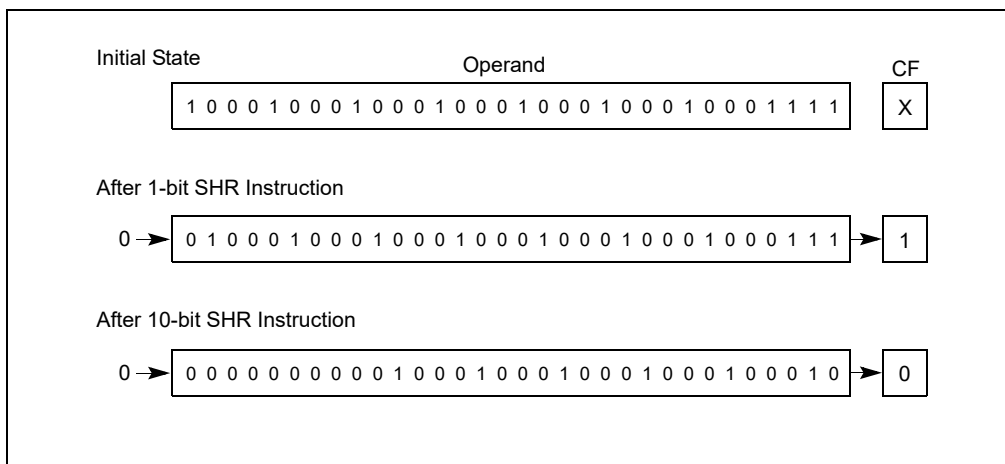 Initial State
Operand
CF
1 0 0 0 1 0 0 0 1 0 0 0 1 0 0 0 1 0 0 0 1 0 0 0 1 0 0 0 1 1 1 1
X
After 1-bit SHR Instruction
0
0 1 0 0 0 1 0 0 0 1 0 0 0 1 0 0 0 1 0 0 0 1 0 0 0 1 0 0 0 1 1 1
1
After 10-bit SHR Instruction
0
0 0 0 0 0 0 0 0 0 0 1 0 0 0 1 0 0 0 1 0 0 0 1 0 0 0 1 0 0 0 1 0
0